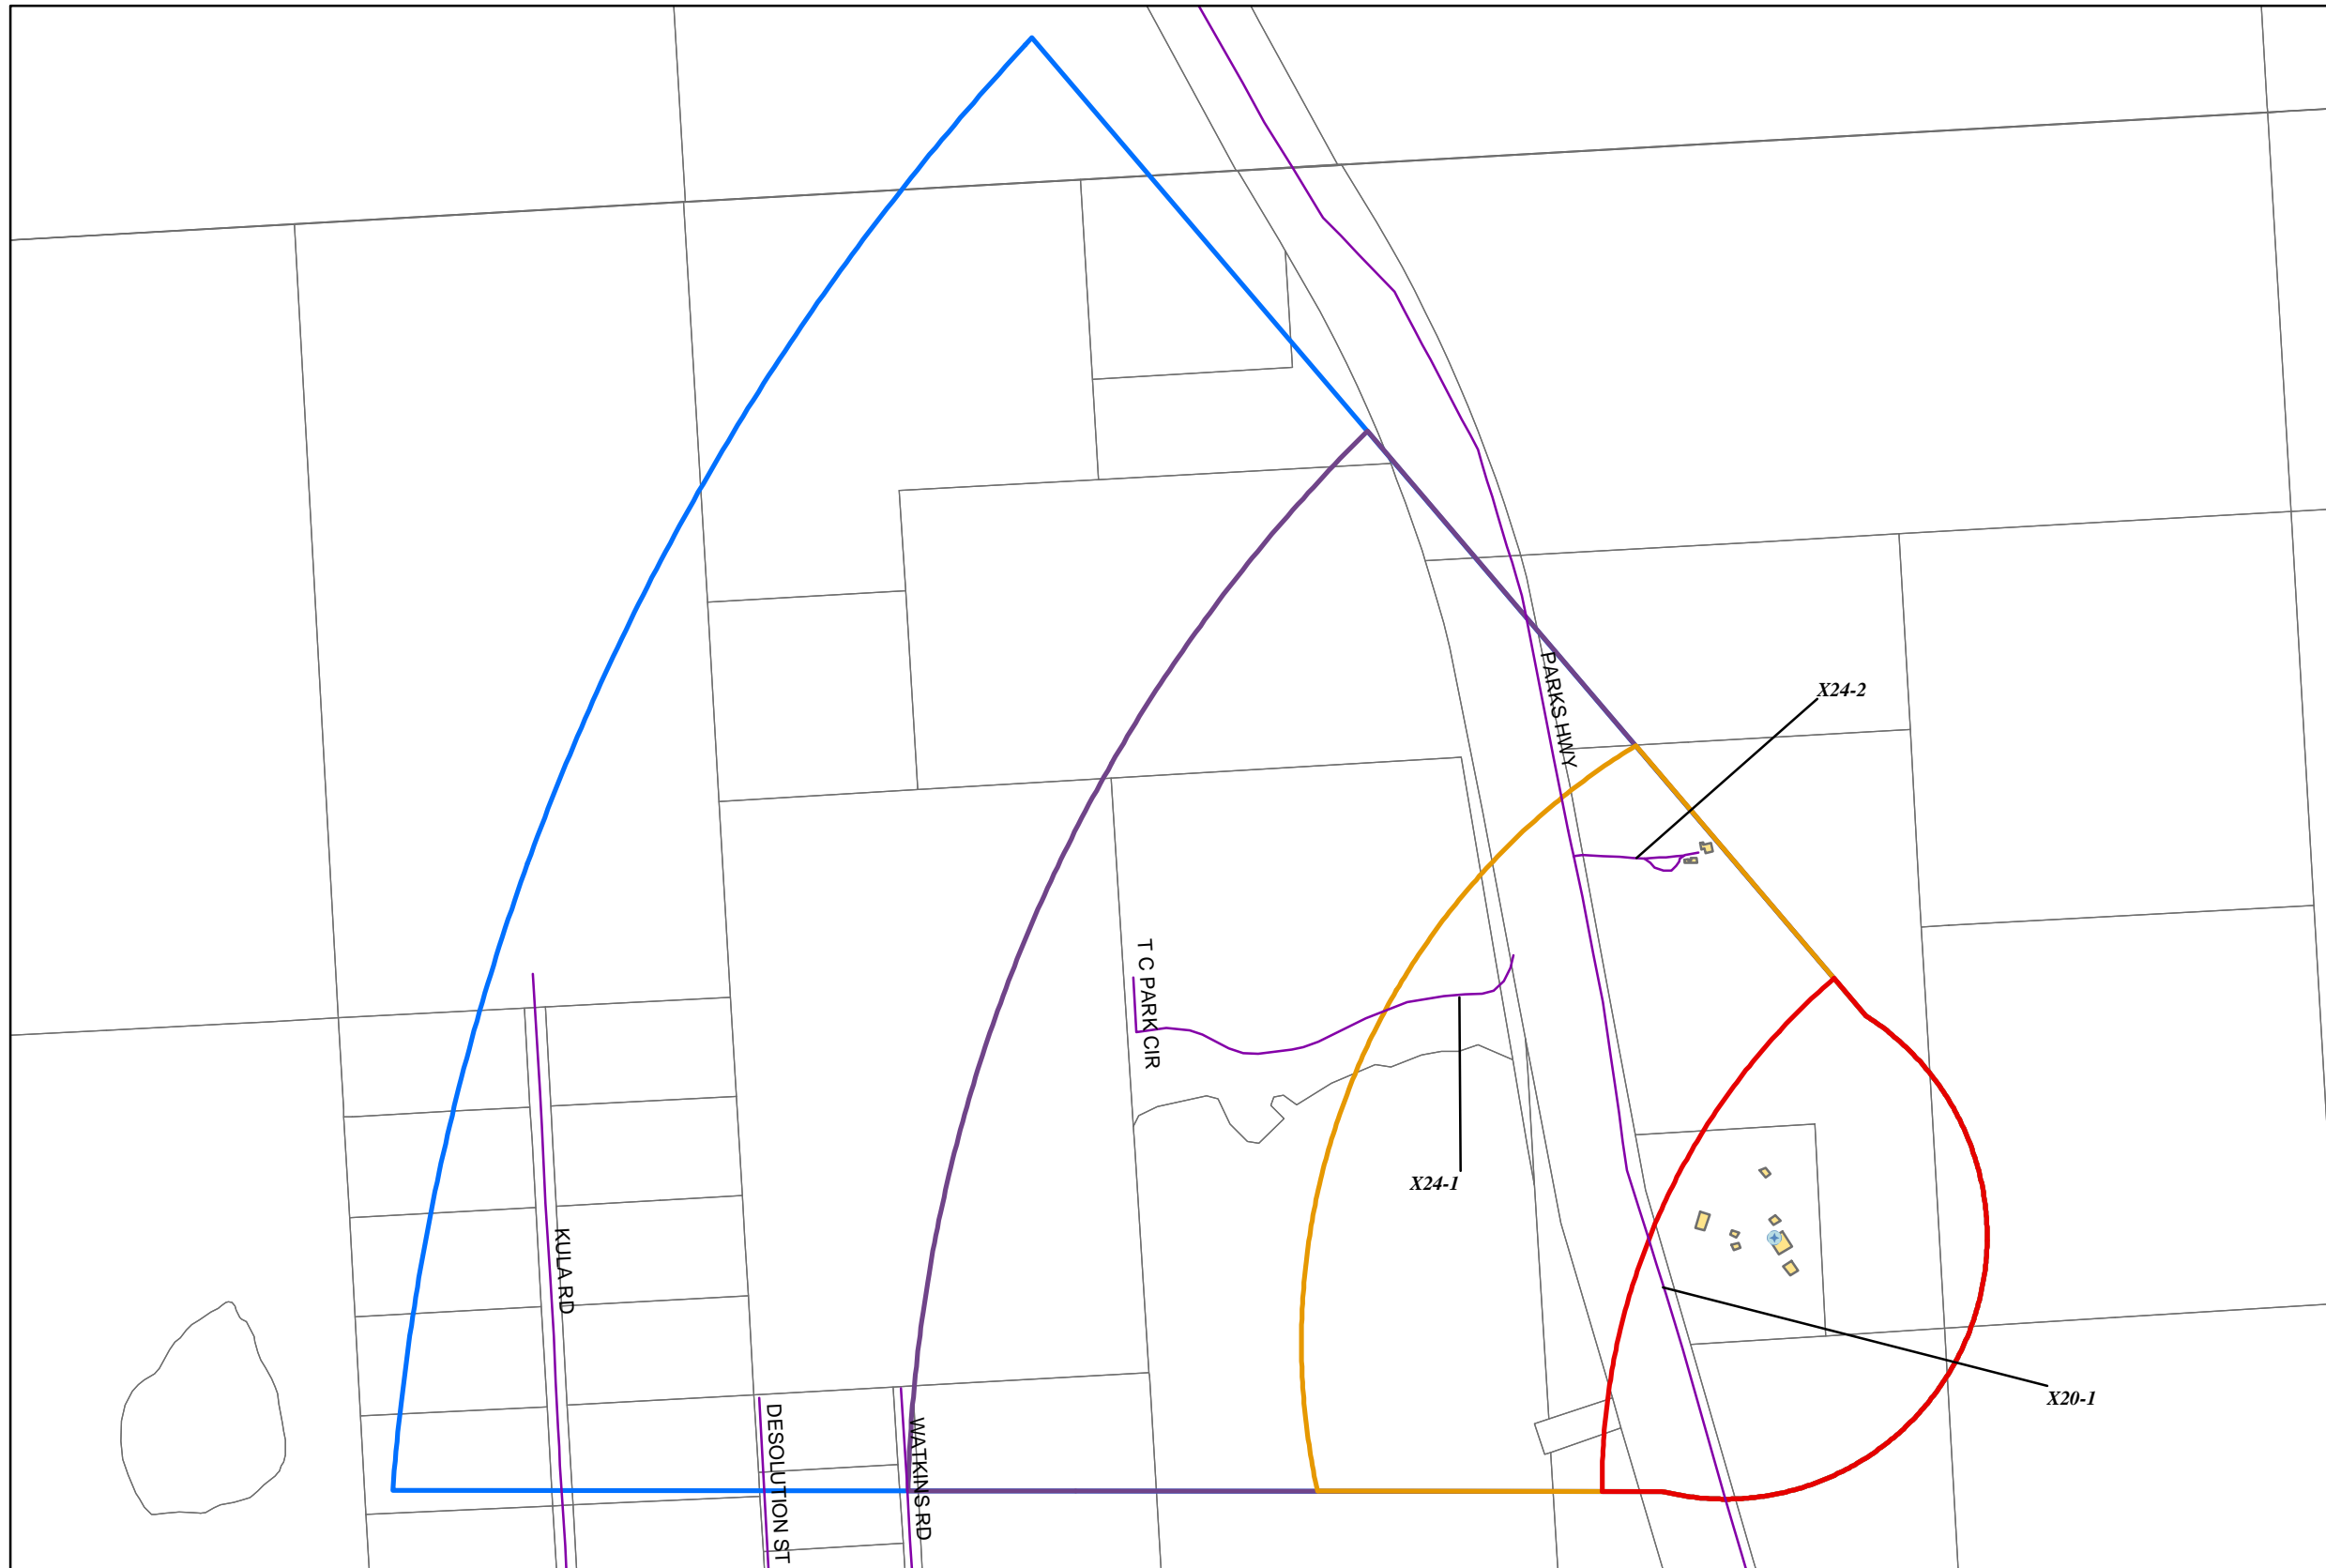 PARKS HWY
X24-2
T C PARK CIR
X24-1
KULA RD
X20-1
DESOLUTION ST
WATKINS RD